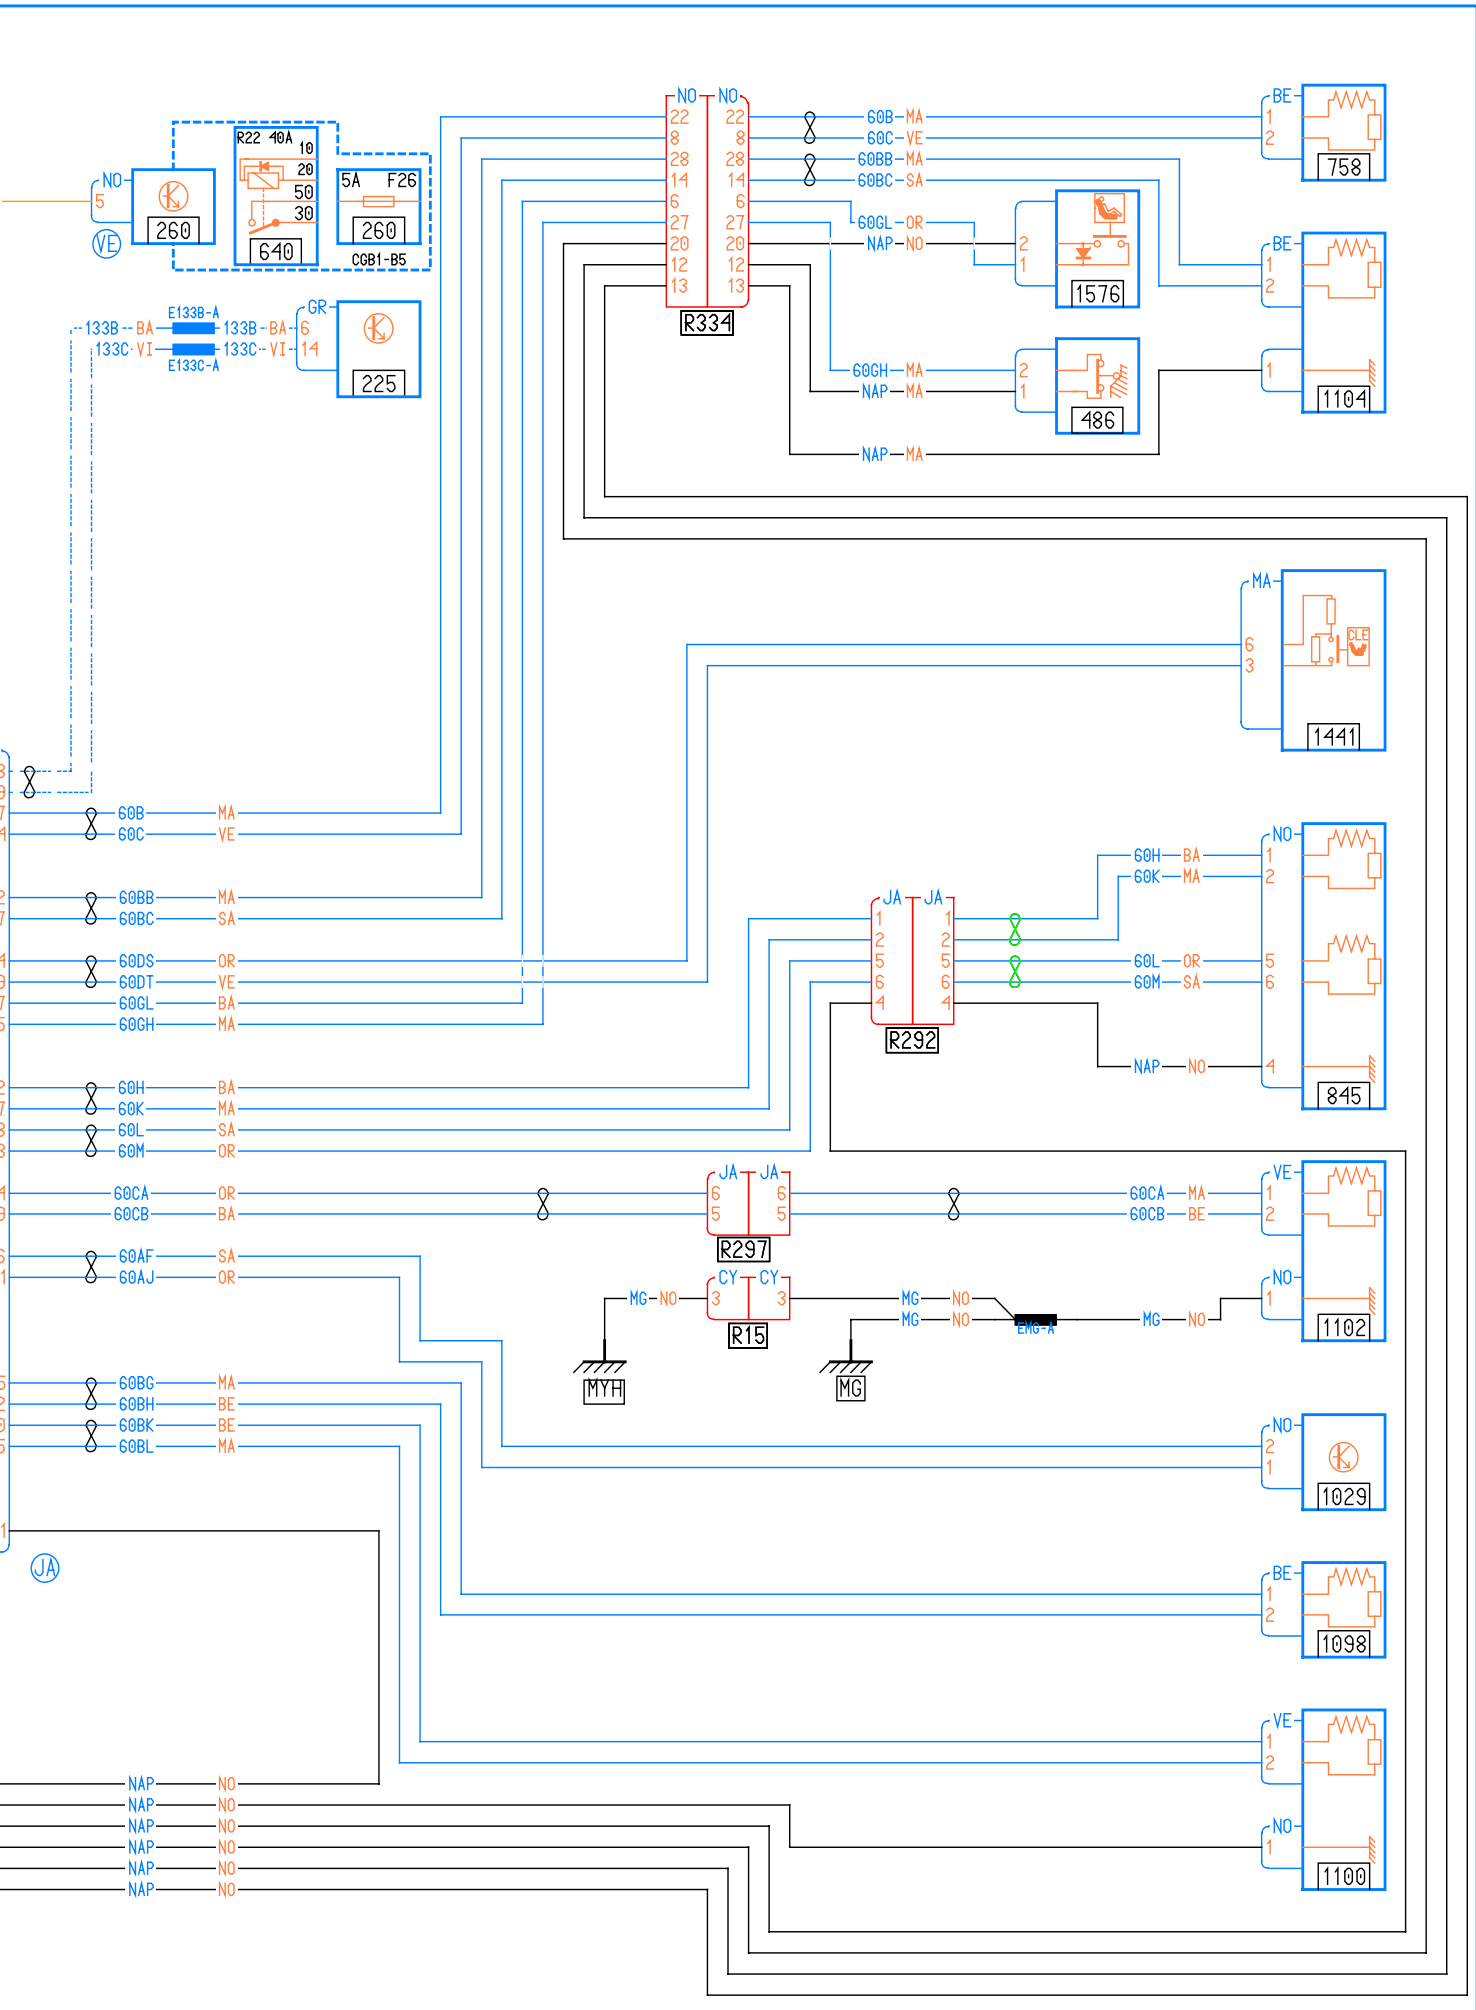 NO NO
22 22 60B MA BE 1
8 8 60C VE 2
28 28 60BB MA 758
14 14 60BC SA
6 6 60GL OR
27 27 NAP NO 2
20 20 1
12 12 1576
13 13
R334
BE
1
2
1
1104
60GH MA 2
NAP MA 1
486
NAP MA
R22 40A
10
20
50
30
640
5A F26
260
CGB1-B5
NO
5
260
VE
E133B-A
133B BA 133B BA 6
133C VI 133C VI 14
E133C-A
GR
225
MA
6
3
CLE
1441
60B MA
60C VE
60BB MA
60BC SA
60DS OR
60DT VE
60GL BA
60GH MA
JA JA
1 1
2 2
5 5
6 6
4 4
R292
NO
60H BA 1
60K MA 2
60L OR 5
60M SA 6
NAP NO 4
845
60H BA
60K MA
60L SA
60M OR
JA JA VE
60CA OR 6 6 60CA MA 1
60CB BA 5 5 60CB BE 2
R297
60AF SA
60AJ OR
CY CY NO
MG NO 3 3 MG NO 1
MG NO MG NO
EMG-A
R15
1102
MYH
MG
60BG MA
60BH BE
60BK BE
60BL MA
NO
2
1
1029
JA
BE
1
2
1098
VE
1
2
NAP NO
NAP NO
NAP NO
NAP NO
NAP NO
NAP NO
NO
1
1100